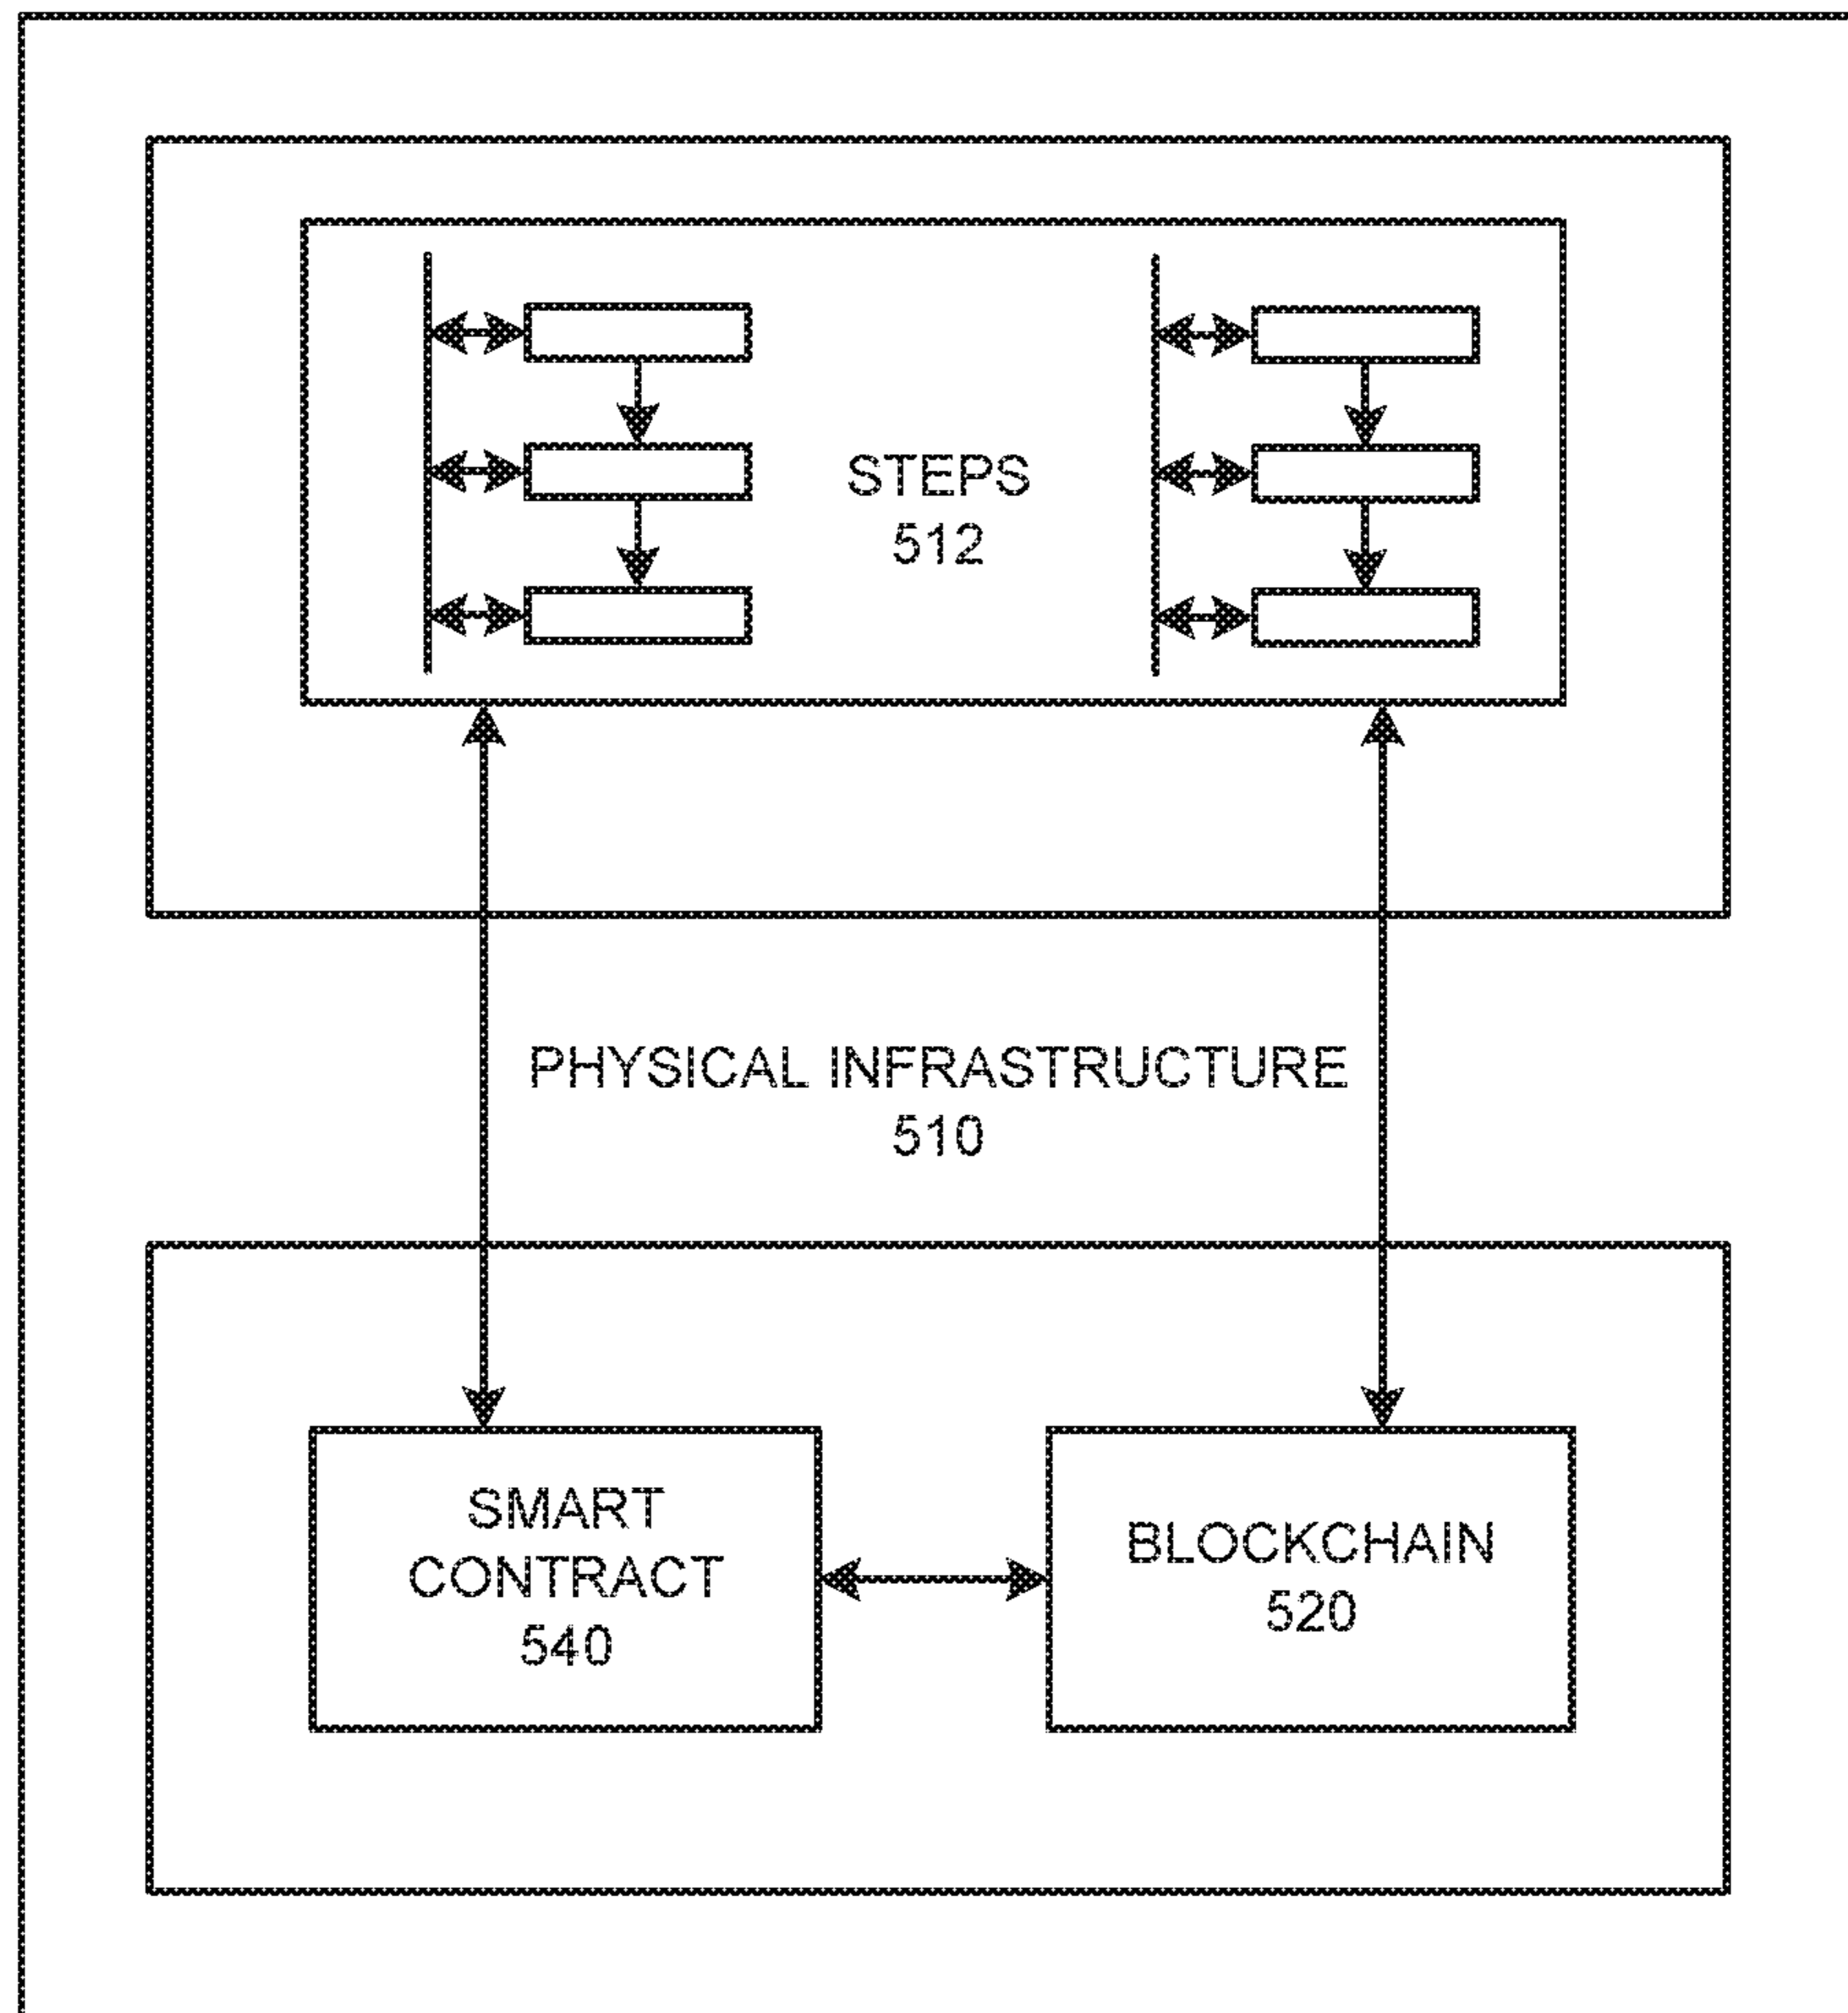 STEPS
512
PHYSICAL INFRASTRUCTURE
510
SMART
CONTRACT
540
BLOCKCHAIN
520